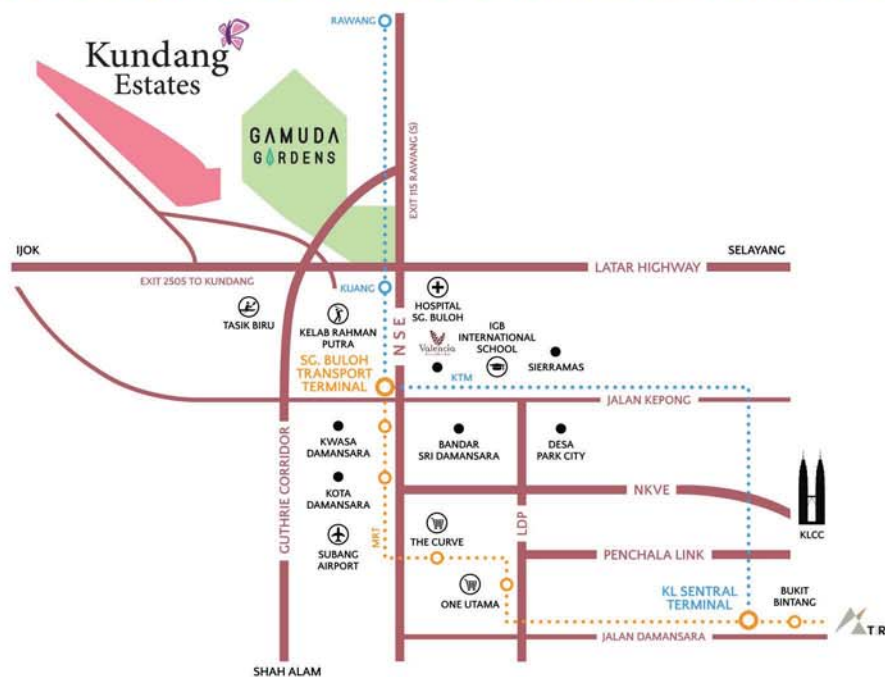 RAWANG
Kundang
Estates
GAMUDA
GARDENS
EXIT 115 RAWANG (S)
IJOK
SELAYANG
LATAR HIGHWAY
EXIT 2505 TO KUNDANG
KUANG
HOSPITAL
SG. BULOH
TASIK BIRU
KELAB RAHMAN
PUTRA
NSE
Valencia
IGB
INTERNATIONAL
SCHOOL
SIERRAMAS
SG. BULOH
TRANSPORT
TERMINAL
KTM
JALAN KEPONG
KWASA
DAMANSARA
BANDAR
SRI DAMANSARA
DESA
PARK CITY
GUTHRIE CORRIDOR
KOTA
DAMANSARA
NKVE
LDP
KLCC
MRT
SUBANG
AIRPORT
THE CURVE
PENCHALA LINK
ONE UTAMA
KL SENTRAL
TERMINAL
BUKIT
BINTANG
T R
JALAN DAMANSARA
SHAH ALAM